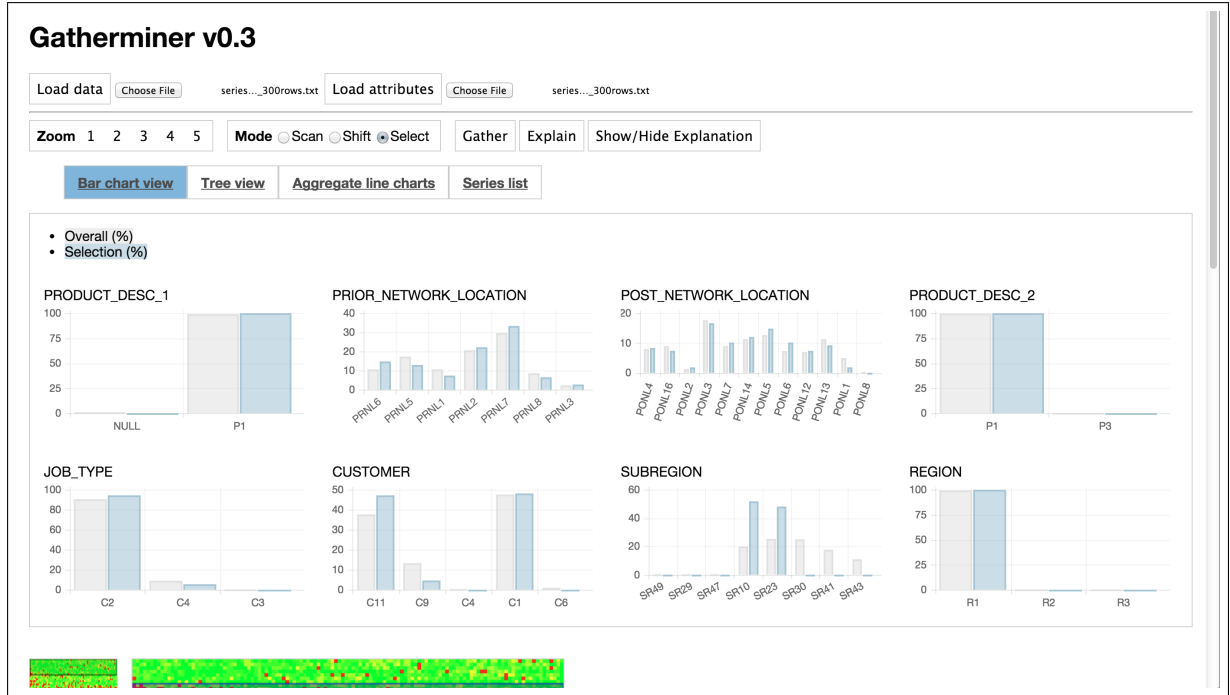 Gatherminer v0.3
Load data Choose File series..._300rows.txt Load attributes Choose File series..._300rows.txt
Zoom 1 2 3 4 5 Mode Scan Shift Select Gather Explain Show/Hide Explanation
Bar chart view Tree view Aggregate line charts Series list
• Overall (%)
• Selection (%)
PRODUCT_DESC_1
100
75
50
25
0
NULL P1
PRIOR_NETWORK_LOCATION
40
30
20
10
0
PRNL6 PRNL5 PRNL1 PRNL2 PRNL7 PRNL8 PRNL3
POST_NETWORK_LOCATION
20
10
0
PONL4 PONL16 PONL2 PONL3 PONL7 PONL14 PONL5 PONL6 PONL12 PONL13 PONL1 PONL8
PRODUCT_DESC_2
100
75
50
25
0
P1 P3
JOB_TYPE
100
80
60
40
20
0
C2 C4 C3
CUSTOMER
50
40
30
20
10
0
C11 C9 C4 C1 C6
SUBREGION
60
40
20
0
SR49 SR29 SR47 SR10 SR23 SR30 SR41 SR43
REGION
100
75
50
25
0
R1 R2 R3